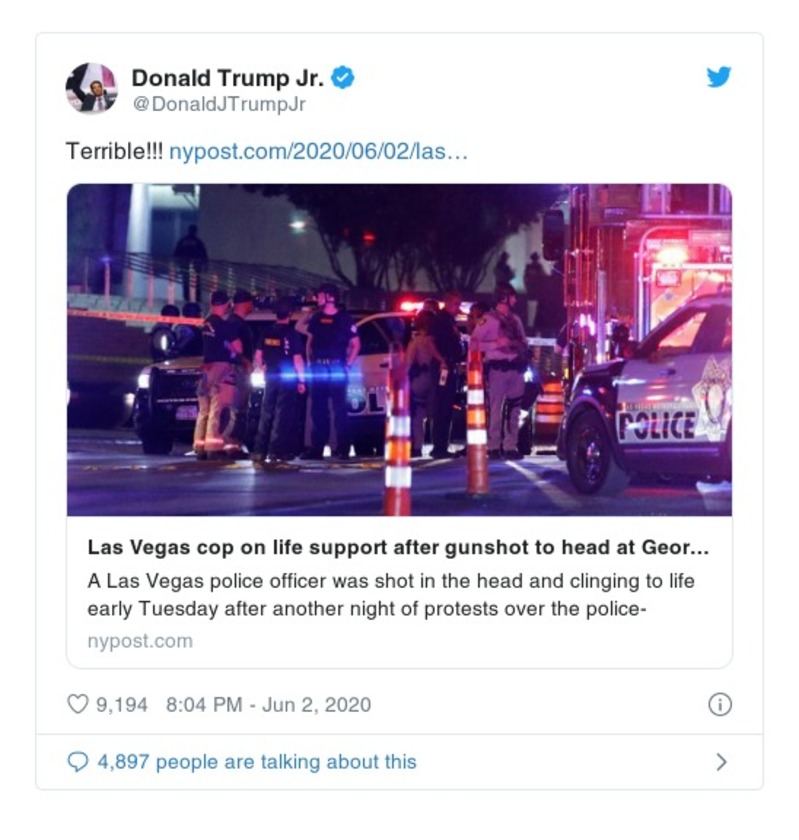 Donald Trump Jr.
@DonaldJTrumpJr
Terrible!!! nypost.com/2020/06/02/las…
POLICE
Las Vegas cop on life support after gunshot to head at Geor...
A Las Vegas police officer was shot in the head and clinging to life
early Tuesday after another night of protests over the police-
nypost.com
9,194 8:04 PM - Jun 2, 2020
4,897 people are talking about this